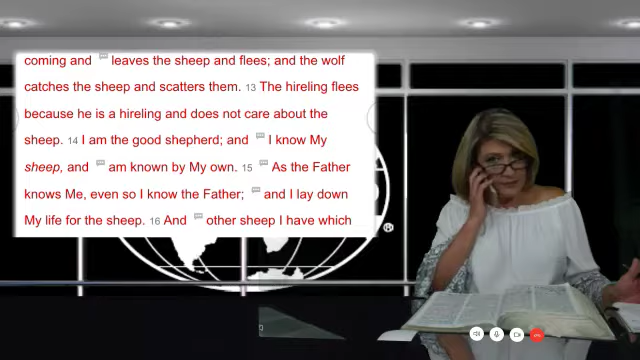 coming and leaves the sheep and flees; and the wolf
catches the sheep and scatters them. 13 The hireling flees
because he is a hireling and does not care about the
sheep. 14 I am the good shepherd; and I know My
sheep, and am known by My own. 15 As the Father
knows Me, even so I know the Father; and I lay down
My life for the sheep. 16 And other sheep I have which
®